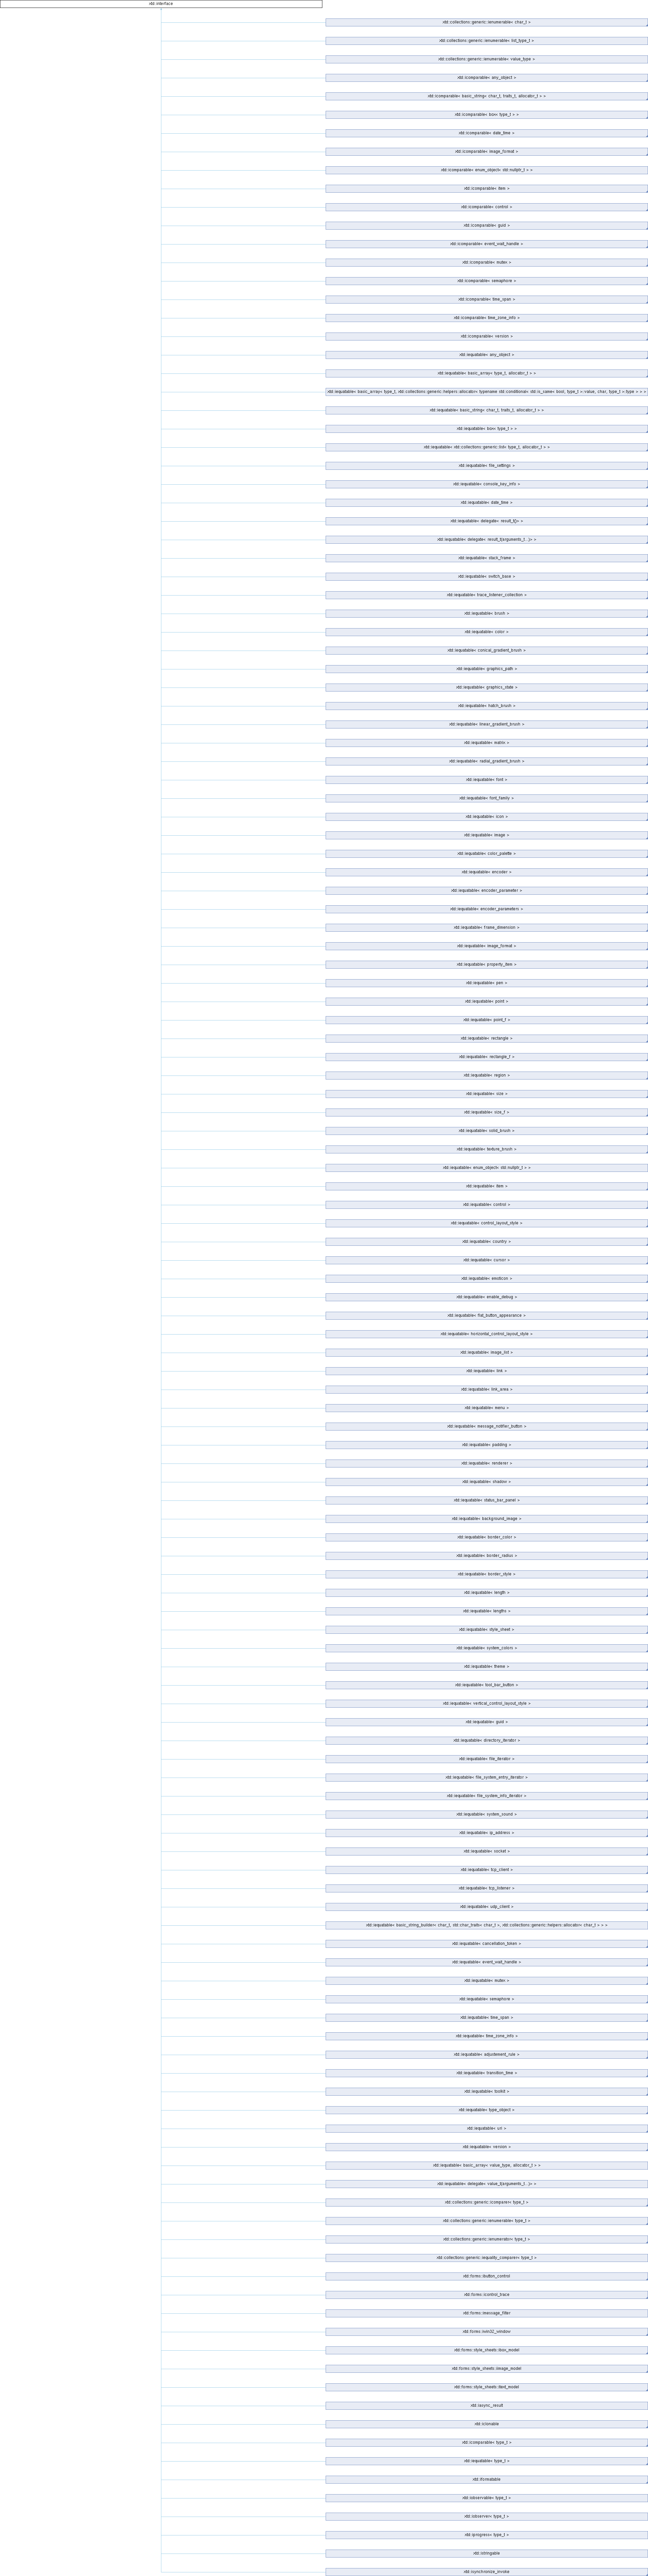 xtd::interface
xtd::collections::generic::ienumerable< char_t >
xtd::collections::generic::ienumerable< list_type_t >
xtd::collections::generic::ienumerable< value_type >
xtd::icomparable< any_object >
xtd::icomparable< basic_string< char_t, traits_t, allocator_t > >
xtd::icomparable< box< type_t > >
xtd::icomparable< date_time >
xtd::icomparable< image_format >
xtd::icomparable< enum_object< std::nullptr_t > >
xtd::icomparable< item >
xtd::icomparable< control >
xtd::icomparable< guid >
xtd::icomparable< event_wait_handle >
xtd::icomparable< mutex >
xtd::icomparable< semaphore >
xtd::icomparable< time_span >
xtd::icomparable< time_zone_info >
xtd::icomparable< version >
xtd::iequatable< any_object >
xtd::iequatable< basic_array< type_t, allocator_t > >
xtd::iequatable< basic_array< type_t, xtd::collections::generic::helpers::allocator< typename std::conditional< std::is_same< bool, type_t >::value, char, type_t >::type > > >
xtd::iequatable< basic_string< char_t, traits_t, allocator_t > >
xtd::iequatable< box< type_t > >
xtd::iequatable< xtd::collections::generic::list< type_t, allocator_t > >
xtd::iequatable< file_settings >
xtd::iequatable< console_key_info >
xtd::iequatable< date_time >
xtd::iequatable< delegate< result_t()> >
xtd::iequatable< delegate< result_t(arguments_t...)> >
xtd::iequatable< stack_frame >
xtd::iequatable< switch_base >
xtd::iequatable< trace_listener_collection >
xtd::iequatable< brush >
xtd::iequatable< color >
xtd::iequatable< conical_gradient_brush >
xtd::iequatable< graphics_path >
xtd::iequatable< graphics_state >
xtd::iequatable< hatch_brush >
xtd::iequatable< linear_gradient_brush >
xtd::iequatable< matrix >
xtd::iequatable< radial_gradient_brush >
xtd::iequatable< font >
xtd::iequatable< font_family >
xtd::iequatable< icon >
xtd::iequatable< image >
xtd::iequatable< color_palette >
xtd::iequatable< encoder >
xtd::iequatable< encoder_parameter >
xtd::iequatable< encoder_parameters >
xtd::iequatable< frame_dimension >
xtd::iequatable< image_format >
xtd::iequatable< property_item >
xtd::iequatable< pen >
xtd::iequatable< point >
xtd::iequatable< point_f >
xtd::iequatable< rectangle >
xtd::iequatable< rectangle_f >
xtd::iequatable< region >
xtd::iequatable< size >
xtd::iequatable< size_f >
xtd::iequatable< solid_brush >
xtd::iequatable< texture_brush >
xtd::iequatable< enum_object< std::nullptr_t > >
xtd::iequatable< item >
xtd::iequatable< control >
xtd::iequatable< control_layout_style >
xtd::iequatable< country >
xtd::iequatable< cursor >
xtd::iequatable< emoticon >
xtd::iequatable< enable_debug >
xtd::iequatable< flat_button_appearance >
xtd::iequatable< horizontal_control_layout_style >
xtd::iequatable< image_list >
xtd::iequatable< link >
xtd::iequatable< link_area >
xtd::iequatable< menu >
xtd::iequatable< message_notifier_button >
xtd::iequatable< padding >
xtd::iequatable< renderer >
xtd::iequatable< shadow >
xtd::iequatable< status_bar_panel >
xtd::iequatable< background_image >
xtd::iequatable< border_color >
xtd::iequatable< border_radius >
xtd::iequatable< border_style >
xtd::iequatable< length >
xtd::iequatable< lengths >
xtd::iequatable< style_sheet >
xtd::iequatable< system_colors >
xtd::iequatable< theme >
xtd::iequatable< tool_bar_button >
xtd::iequatable< vertical_control_layout_style >
xtd::iequatable< guid >
xtd::iequatable< directory_iterator >
xtd::iequatable< file_iterator >
xtd::iequatable< file_system_entry_iterator >
xtd::iequatable< file_system_info_iterator >
xtd::iequatable< system_sound >
xtd::iequatable< ip_address >
xtd::iequatable< socket >
xtd::iequatable< tcp_client >
xtd::iequatable< tcp_listener >
xtd::iequatable< udp_client >
xtd::iequatable< basic_string_builder< char_t, std::char_traits< char_t >, xtd::collections::generic::helpers::allocator< char_t > > >
xtd::iequatable< cancellation_token >
xtd::iequatable< event_wait_handle >
xtd::iequatable< mutex >
xtd::iequatable< semaphore >
xtd::iequatable< time_span >
xtd::iequatable< time_zone_info >
xtd::iequatable< adjustement_rule >
xtd::iequatable< transition_time >
xtd::iequatable< toolkit >
xtd::iequatable< type_object >
xtd::iequatable< uri >
xtd::iequatable< version >
xtd::iequatable< basic_array< value_type, allocator_t > >
xtd::iequatable< delegate< value_t(arguments_t...)> >
xtd::collections::generic::icomparer< type_t >
xtd::collections::generic::ienumerable< type_t >
xtd::collections::generic::ienumerator< type_t >
xtd::collections::generic::iequality_comparer< type_t >
xtd::forms::ibutton_control
xtd::forms::icontrol_trace
xtd::forms::imessage_filter
xtd::forms::iwin32_window
xtd::forms::style_sheets::ibox_model
xtd::forms::style_sheets::iimage_model
xtd::forms::style_sheets::itext_model
xtd::iasync_result
xtd::iclonable
xtd::icomparable< type_t >
xtd::iequatable< type_t >
xtd::iformatable
xtd::iobservable< type_t >
xtd::iobserver< type_t >
xtd::iprogress< type_t >
xtd::istringable
xtd::isynchronize_invoke